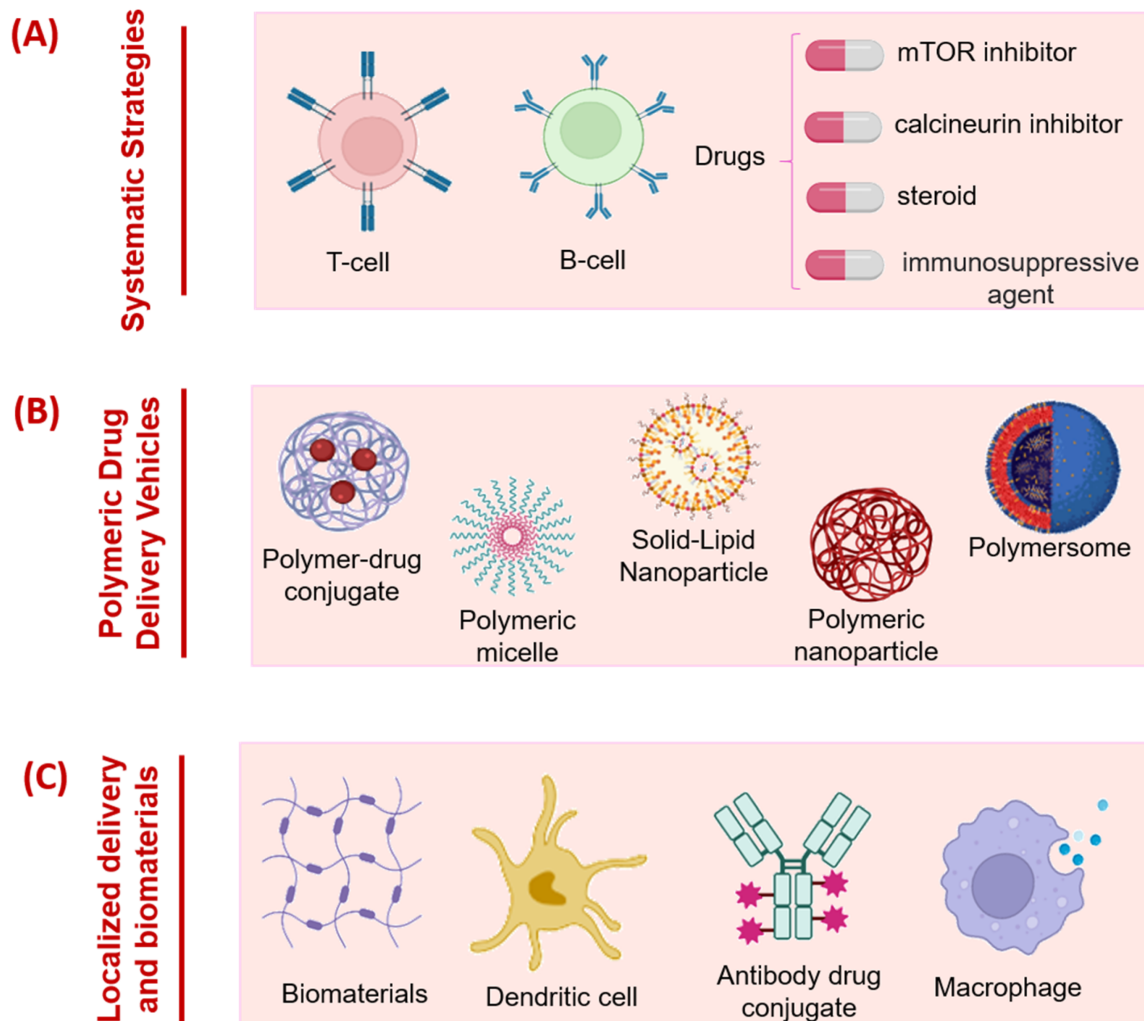 (A)
Systematic Strategies
T-cell
B-cell
Drugs
mTOR inhibitor
calcineurin inhibitor
steroid
immunosuppressive
agent
(B)
Polymeric Drug
Delivery Vehicles
Polymer-drug
conjugate
Polymeric
micelle
Solid-Lipid
Nanoparticle
Polymeric
nanoparticle
Polymersome
(C)
Localized delivery
and biomaterials
Biomaterials
Dendritic cell
Antibody drug
conjugate
Macrophage